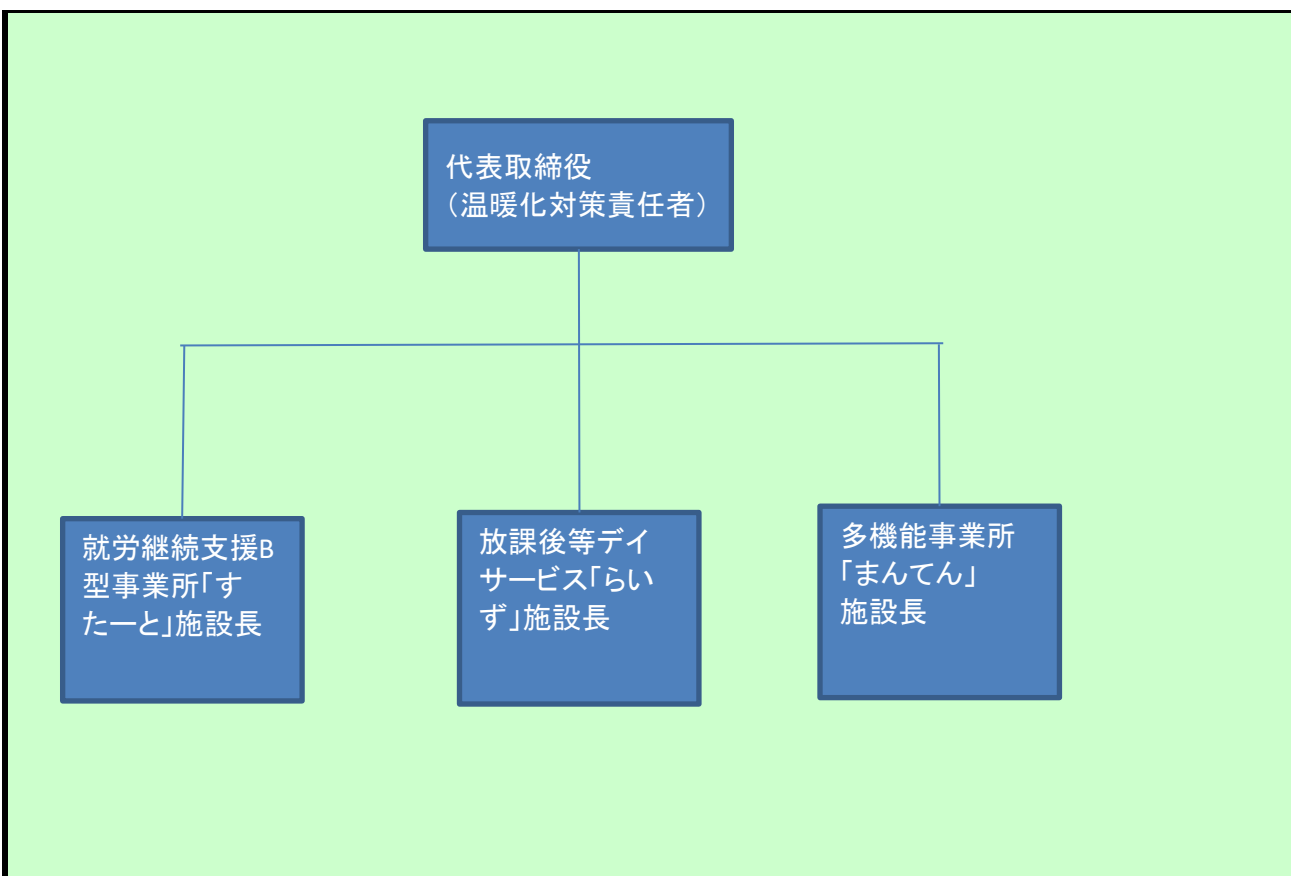 代表取締役
（温暖化対策責任者）
就労継続支援B
型事業所「す
たーと」施設長
放課後等デイ
サービス「らい
ず」施設長
多機能事業所
「まんてん」
施設長